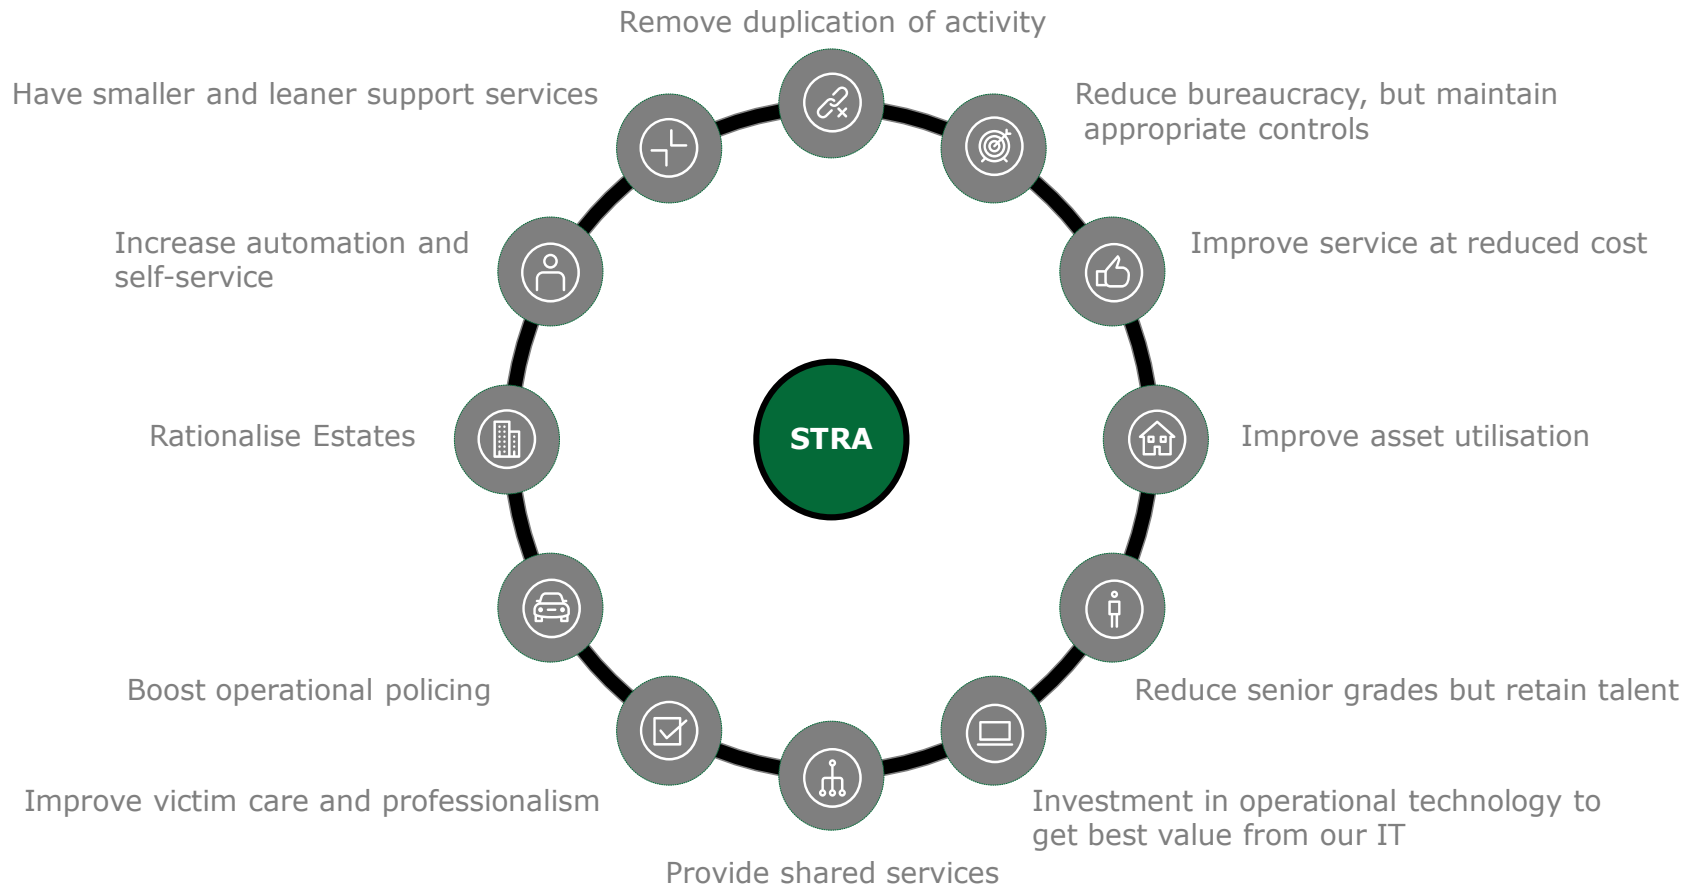 Remove duplication of activity
Have smaller and leaner support services
Reduce bureaucracy, but maintain
appropriate controls
Increase automation and
self-service
Improve service at reduced cost
Rationalise Estates
STRA
Improve asset utilisation
Boost operational policing
Reduce senior grades but retain talent
Improve victim care and professionalism
Investment in operational technology to
get best value from our IT
Provide shared services